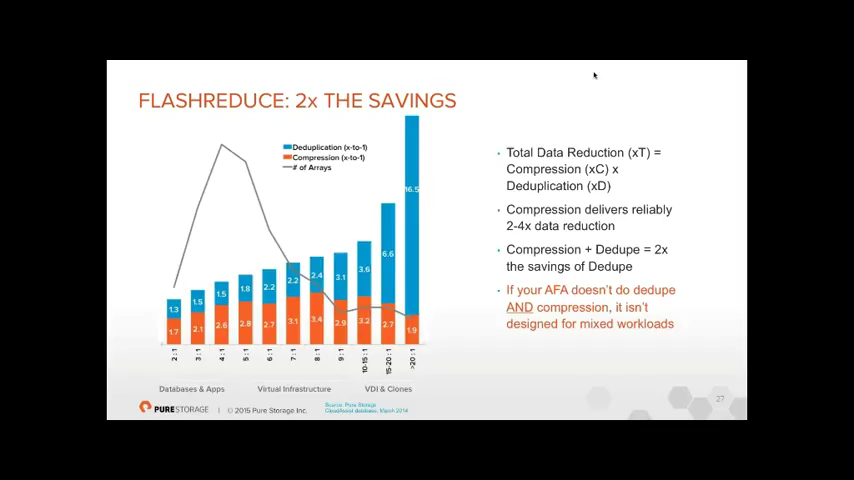 FLASHREDUCE: 2x THE SAVINGS
Deduplication (x-to-1)
Compression (x-to-1)
# of Arrays
1.3
1.5
1.5
1.8
2.2
2.2
2.4
3.1
3.6
6.6
16.5
1.7
2.1
2.6
2.8
2.7
3.1
3.4
2.9
3.2
2.7
1.9
2 : 1
3 : 1
4 : 1
5 : 1
6 : 1
7 : 1
8 : 1
9 : 1
10-15 : 1
15-20 : 1
>20 : 1
Databases & Apps
Virtual Infrastructure
VDI & Clones
• Total Data Reduction (xT) =
Compression (xC) x
Deduplication (xD)
• Compression delivers reliably
2-4x data reduction
• Compression + Dedupe = 2x
the savings of Dedupe
• If your AFA doesn't do dedupe
AND compression, it isn't
designed for mixed workloads
PURESTORAGE | © 2015 Pure Storage Inc.
Source: Pure Storage
CloudAssist database, March 2014
27